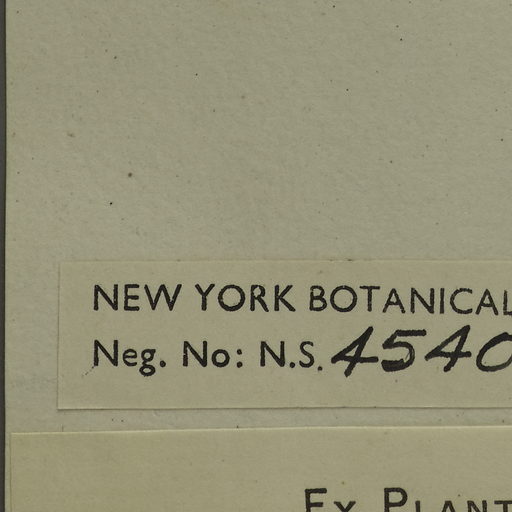 NEW YORK BOTANICAL
Neg. No: N.S. 4540
Ex PLANT